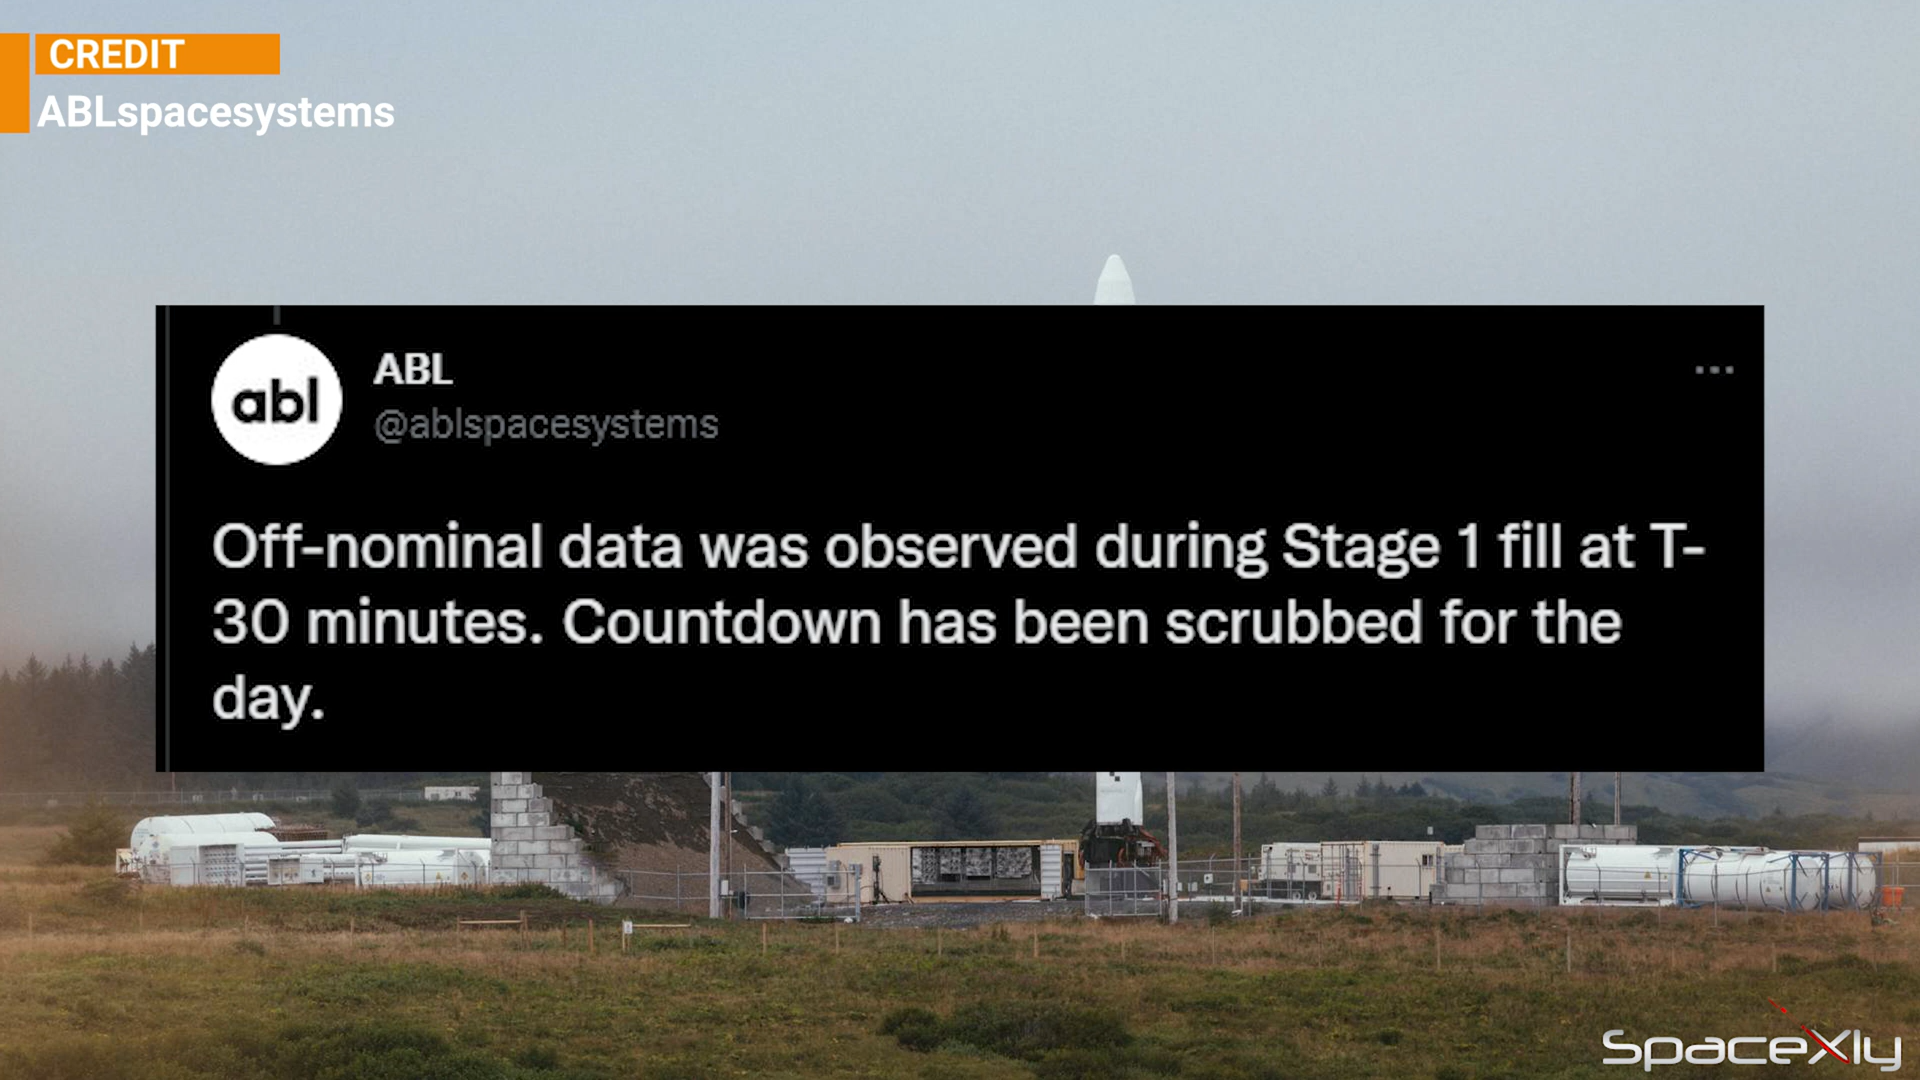 CREDIT
ABLspacesystems
abl
ABL
@ablspacesystems
Off-nominal data was observed during Stage 1 fill at T-
30 minutes. Countdown has been scrubbed for the
day.
SpaceXly